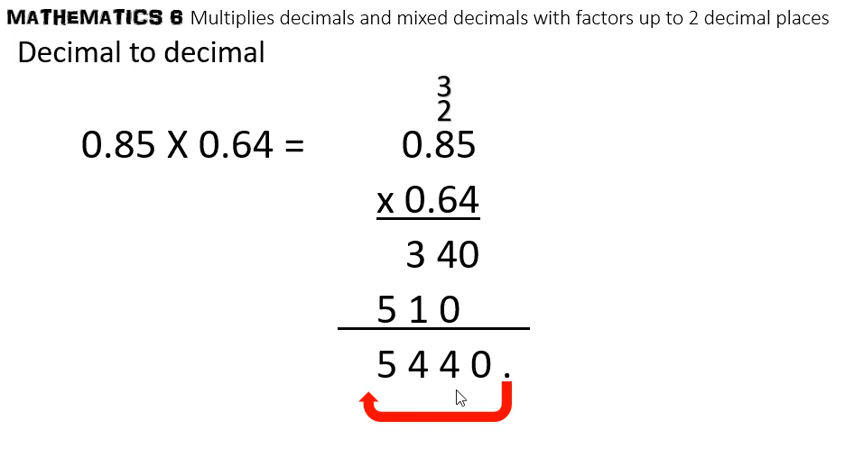 MATHEMATICS 6 Multiplies decimals and mixed decimals with factors up to 2 decimal places
Decimal to decimal
3
2
0.85 X 0.64 = 0.85
x 0.64
3 40
5 1 0
5 4 4 0 .